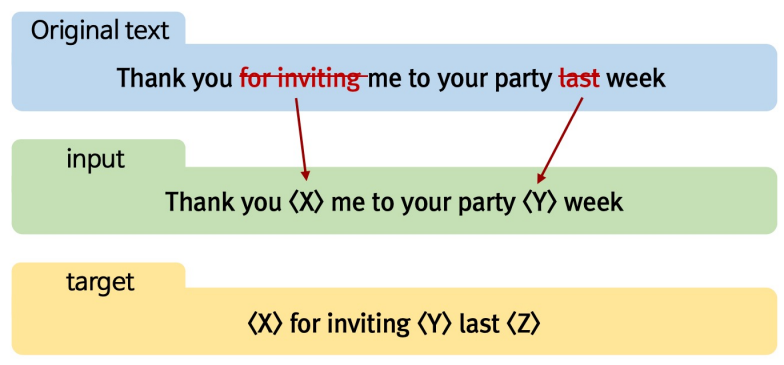 Original text
Thank you for inviting me to your party last week
input
Thank you ⟨X⟩ me to your party ⟨Y⟩ week
target
⟨X⟩ for inviting ⟨Y⟩ last ⟨Z⟩